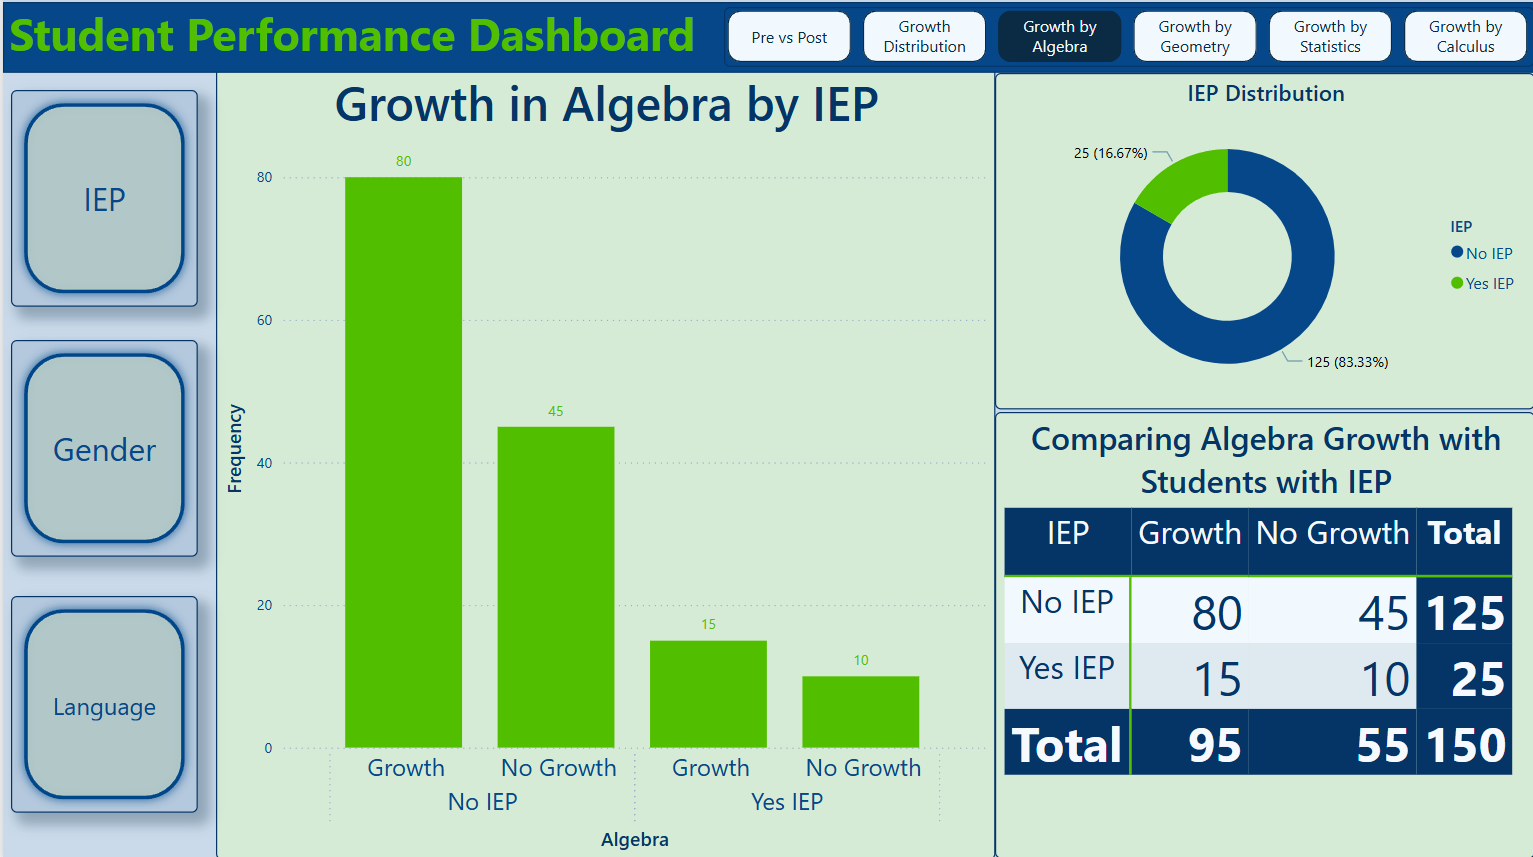 Student Performance Dashboard
Pre vs Post
Growth
Distribution
Growth by
Algebra
Growth by
Geometry
Growth by
Statistics
Growth by
Calculus
IEP
Gender
Language
Growth in Algebra by IEP
Frequency
80
60
40
20
0
80
45
15
10
Growth No Growth Growth No Growth
No IEP Yes IEP
Algebra
IEP Distribution
25 (16.67%)
125 (83.33%)
IEP
No IEP
Yes IEP
Comparing Algebra Growth with
Students with IEP
IEP Growth No Growth Total
No IEP 80 45 125
Yes IEP 15 10 25
Total 95 55 150